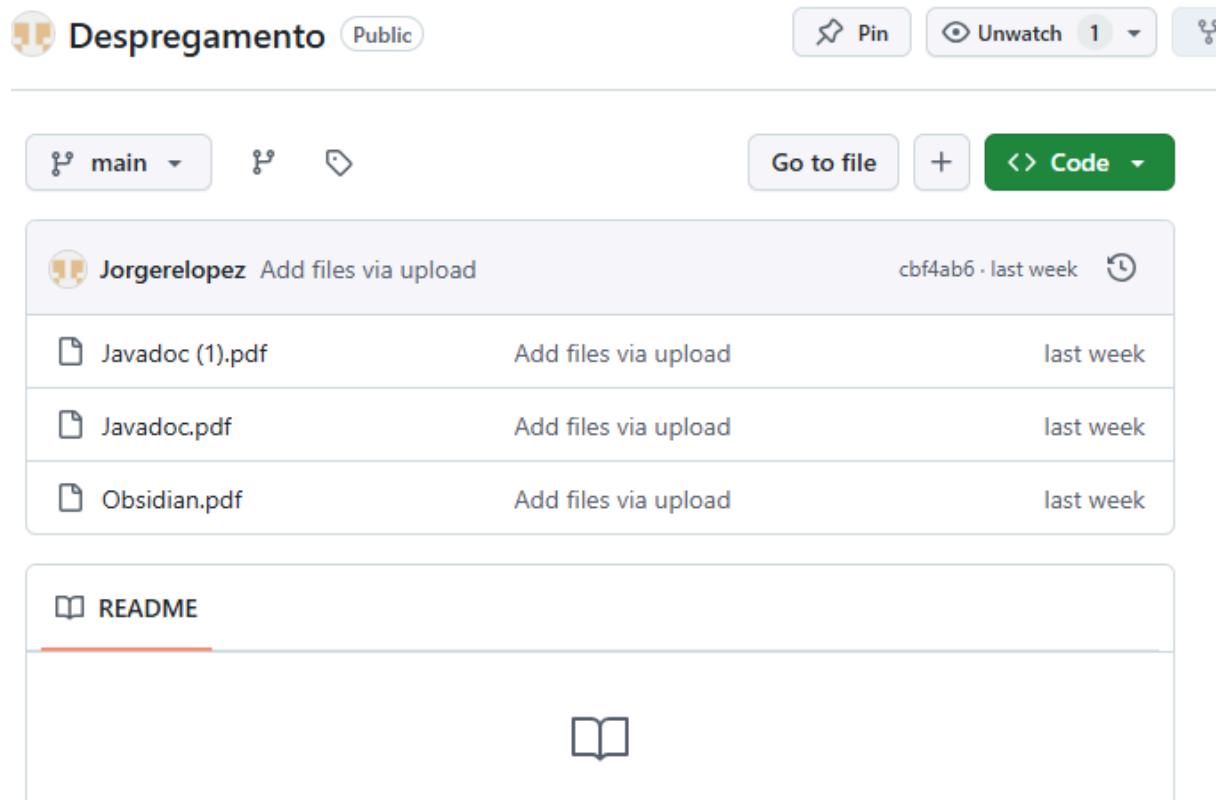 Despregamento Public Pin Unwatch 1
main Go to file + Code
Jorgerelopez Add files via upload cbf4ab6 · last week
Javadoc (1).pdf Add files via upload last week
Javadoc.pdf Add files via upload last week
Obsidian.pdf Add files via upload last week
README